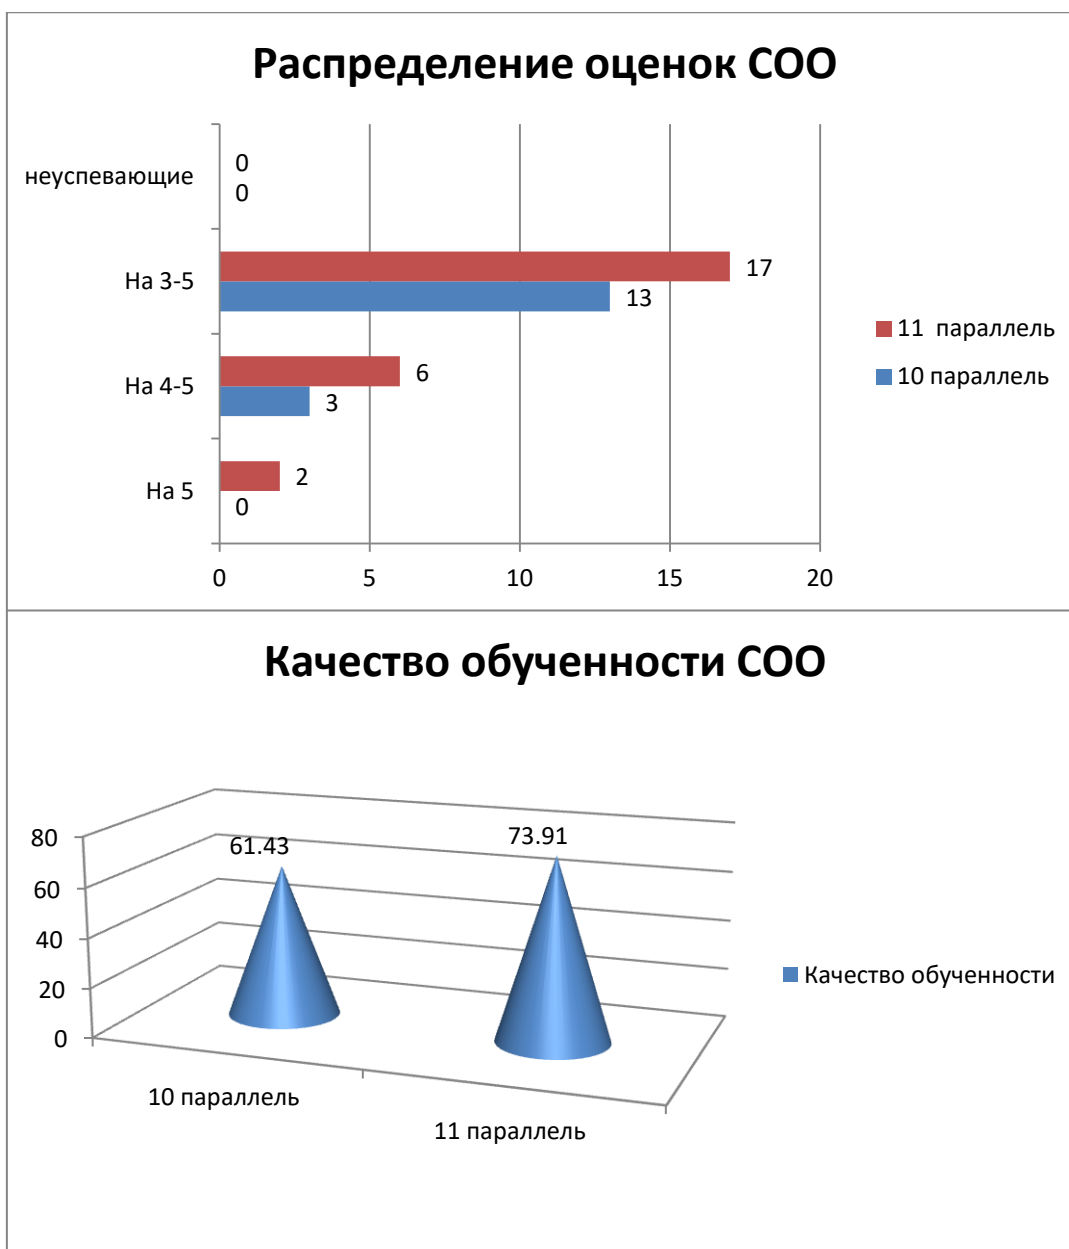 Распределение оценок СОО
неуспевающие
0
0
На 3-5
17
13
11 параллель
На 4-5
6
3
10 параллель
На 5
2
0
0 5 10 15 20
Качество обученности СОО
80
60
40
20
0
61.43
73.91
Качество обученности
10 параллель
11 параллель